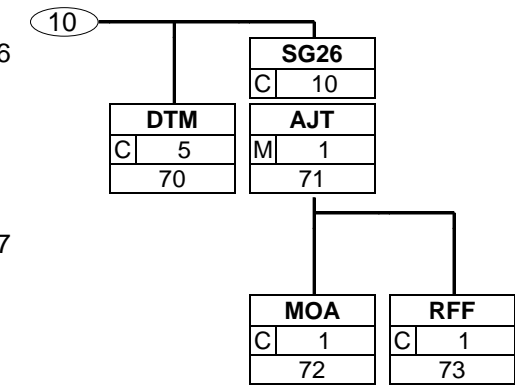 10
6
SG26
C 10
DTM AJT
C 5 M 1
70 71
7
MOA RFF
C 1 C 1
72 73